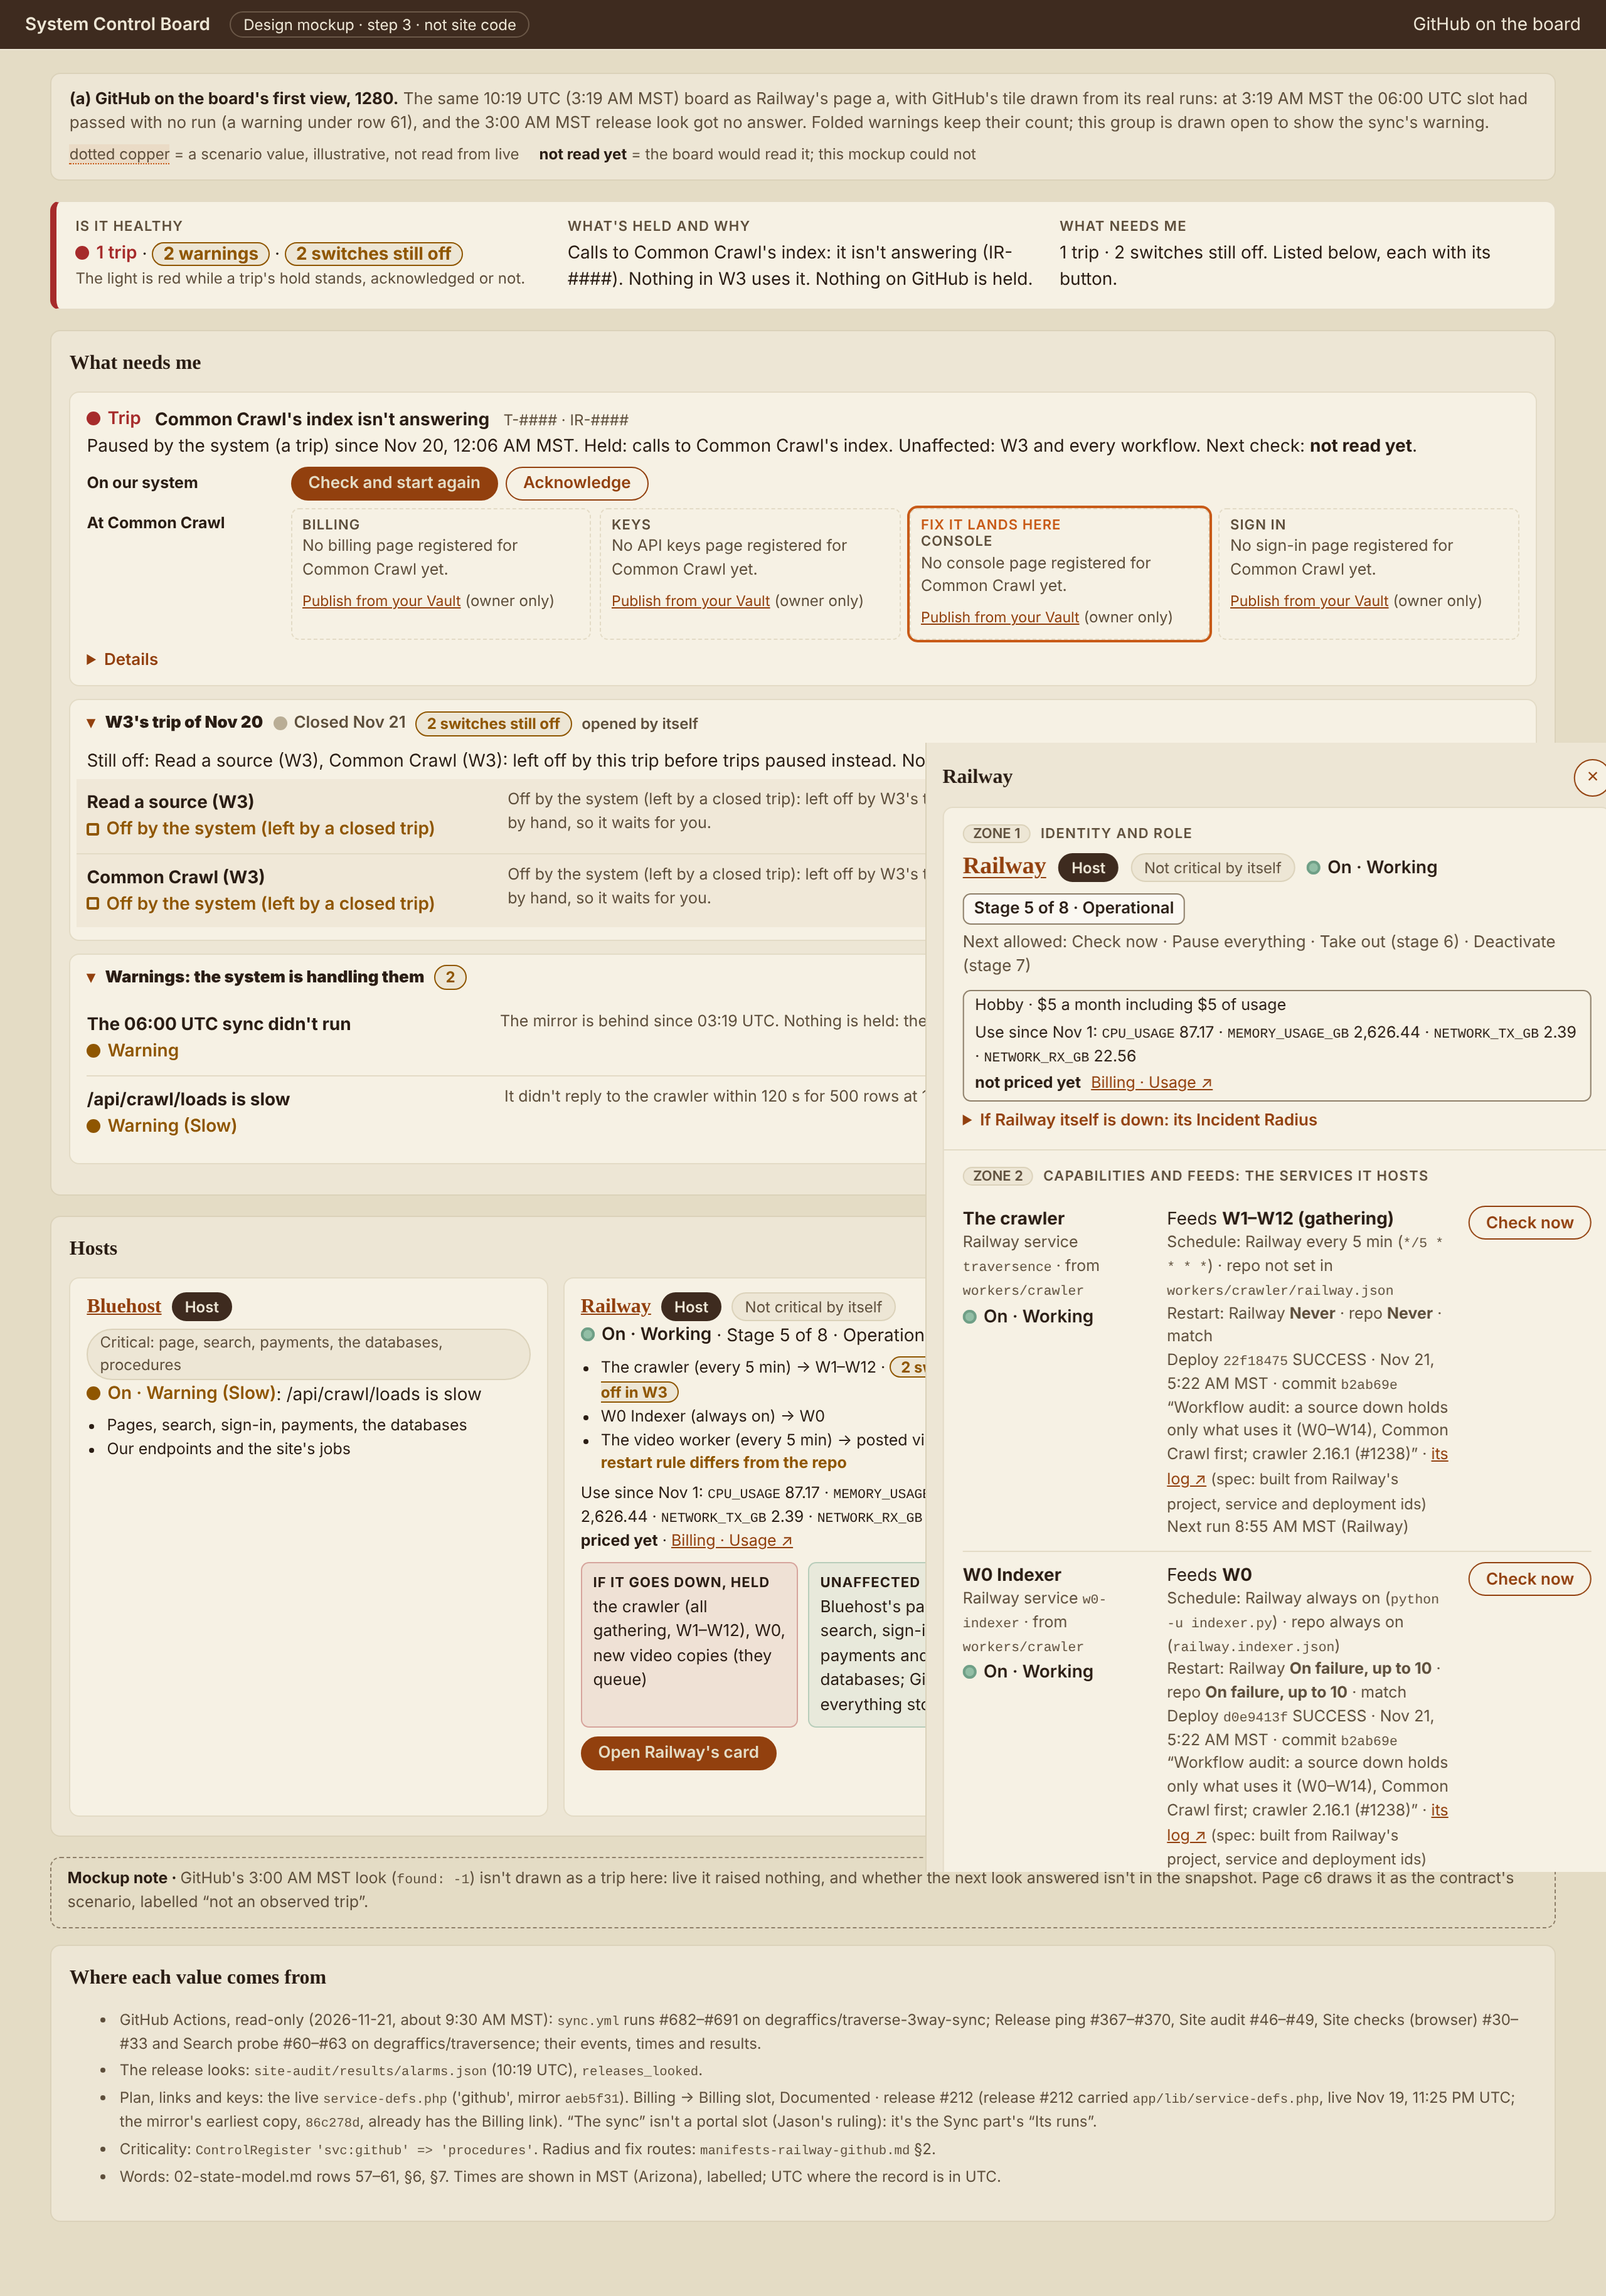 System Control Board
Design mockup · step 3 · not site code
GitHub on the board
(a) GitHub on the board's first view, 1280. The same 10:19 UTC (3:19 AM MST) board as Railway's page a, with GitHub's tile drawn from its real runs: at 3:19 AM MST the 06:00 UTC slot had
passed with no run (a warning under row 61), and the 3:00 AM MST release look got no answer. Folded warnings keep their count; this group is drawn open to show the sync's warning.
dotted copper = a scenario value, illustrative, not read from live not read yet = the board would read it; this mockup could not
IS IT HEALTHY
1 trip · 2 warnings · 2 switches still off
The light is red while a trip's hold stands, acknowledged or not.
WHAT'S HELD AND WHY
Calls to Common Crawl's index: it isn't answering (IR-
####). Nothing in W3 uses it. Nothing on GitHub is held.
WHAT NEEDS ME
1 trip · 2 switches still off. Listed below, each with its
button.
What needs me
Trip Common Crawl's index isn't answering T-#### · IR-####
Paused by the system (a trip) since Nov 20, 12:06 AM MST. Held: calls to Common Crawl's index. Unaffected: W3 and every workflow. Next check: not read yet.
On our system
Check and start again
Acknowledge
At Common Crawl
BILLING
No billing page registered for
Common Crawl yet.
Publish from your Vault (owner only)
KEYS
No API keys page registered for
Common Crawl yet.
Publish from your Vault (owner only)
FIX IT LANDS HERE
CONSOLE
No console page registered for
Common Crawl yet.
Publish from your Vault (owner only)
SIGN IN
No sign-in page registered for
Common Crawl yet.
Publish from your Vault (owner only)
▶ Details
▼ W3's trip of Nov 20 Closed Nov 21 2 switches still off opened by itself
Still off: Read a source (W3), Common Crawl (W3): left off by this trip before trips paused instead. No
Read a source (W3)
Off by the system (left by a closed trip)
Off by the system (left by a closed trip): left off by W3's t
by hand, so it waits for you.
Common Crawl (W3)
Off by the system (left by a closed trip)
Off by the system (left by a closed trip): left off by W3's t
by hand, so it waits for you.
▼ Warnings: the system is handling them 2
The 06:00 UTC sync didn't run
Warning
The mirror is behind since 03:19 UTC. Nothing is held: the
/api/crawl/loads is slow
Warning (Slow)
It didn't reply to the crawler within 120 s for 500 rows at
Hosts
Bluehost Host
Critical: page, search, payments, the databases,
procedures
On · Warning (Slow): /api/crawl/loads is slow
• Pages, search, sign-in, payments, the databases
• Our endpoints and the site's jobs
Railway Host Not critical by itself
On · Working · Stage 5 of 8 · Operation
• The crawler (every 5 min) → W1–W12 · 2 sw
off in W3
• W0 Indexer (always on) → W0
• The video worker (every 5 min) → posted vi
restart rule differs from the repo
Use since Nov 1: CPU_USAGE 87.17 · MEMORY_USAGE
2,626.44 · NETWORK_TX_GB 2.39 · NETWORK_RX_GB
priced yet · Billing · Usage ↗
IF IT GOES DOWN, HELD
the crawler (all
gathering, W1–W12), W0,
new video copies (they
queue)
UNAFFECTED
Bluehost's pa
search, sign-i
payments and
databases; Gi
everything sto
Open Railway's card
Railway
×
ZONE 1 IDENTITY AND ROLE
Railway Host Not critical by itself On · Working
Stage 5 of 8 · Operational
Next allowed: Check now · Pause everything · Take out (stage 6) · Deactivate
(stage 7)
Hobby · $5 a month including $5 of usage
Use since Nov 1: CPU_USAGE 87.17 · MEMORY_USAGE_GB 2,626.44 · NETWORK_TX_GB 2.39
· NETWORK_RX_GB 22.56
not priced yet Billing · Usage ↗
▶ If Railway itself is down: its Incident Radius
ZONE 2 CAPABILITIES AND FEEDS: THE SERVICES IT HOSTS
The crawler
Railway service
traversence · from
workers/crawler
On · Working
Feeds W1–W12 (gathering)
Schedule: Railway every 5 min (*/5 *
* * *) · repo not set in
workers/crawler/railway.json
Restart: Railway Never · repo Never ·
match
Deploy 22f18475 SUCCESS · Nov 21,
5:22 AM MST · commit b2ab69e
“Workflow audit: a source down holds
only what uses it (W0–W14), Common
Crawl first; crawler 2.16.1 (#1238)” · its
log ↗ (spec: built from Railway's
project, service and deployment ids)
Next run 8:55 AM MST (Railway)
Check now
W0 Indexer
Railway service w0-
indexer · from
workers/crawler
On · Working
Feeds W0
Schedule: Railway always on (python
-u indexer.py) · repo always on
(railway.indexer.json)
Restart: Railway On failure, up to 10 ·
repo On failure, up to 10 · match
Deploy d0e9413f SUCCESS · Nov 21,
5:22 AM MST · commit b2ab69e
“Workflow audit: a source down holds
only what uses it (W0–W14), Common
Crawl first; crawler 2.16.1 (#1238)” · its
log ↗ (spec: built from Railway's
project, service and deployment ids)
Check now
Mockup note · GitHub's 3:00 AM MST look (found: -1) isn't drawn as a trip here: live it raised nothing, and whether the next look answered isn't in the snapshot. Page c6 draws it as the contract's
scenario, labelled “not an observed trip”.
Where each value comes from
• GitHub Actions, read-only (2026-11-21, about 9:30 AM MST): sync.yml runs #682–#691 on degraffics/traverse-3way-sync; Release ping #367–#370, Site audit #46–#49, Site checks (browser) #30–
#33 and Search probe #60–#63 on degraffics/traversence; their events, times and results.
• The release looks: site-audit/results/alarms.json (10:19 UTC), releases_looked.
• Plan, links and keys: the live service-defs.php ('github', mirror aeb5f31). Billing → Billing slot, Documented · release #212 (release #212 carried app/lib/service-defs.php, live Nov 19, 11:25 PM UTC;
the mirror's earliest copy, 86c278d, already has the Billing link). “The sync” isn't a portal slot (Jason's ruling): it's the Sync part's “Its runs”.
• Criticality: ControlRegister 'svc:github' => 'procedures'. Radius and fix routes: manifests-railway-github.md §2.
• Words: 02-state-model.md rows 57–61, §6, §7. Times are shown in MST (Arizona), labelled; UTC where the record is in UTC.